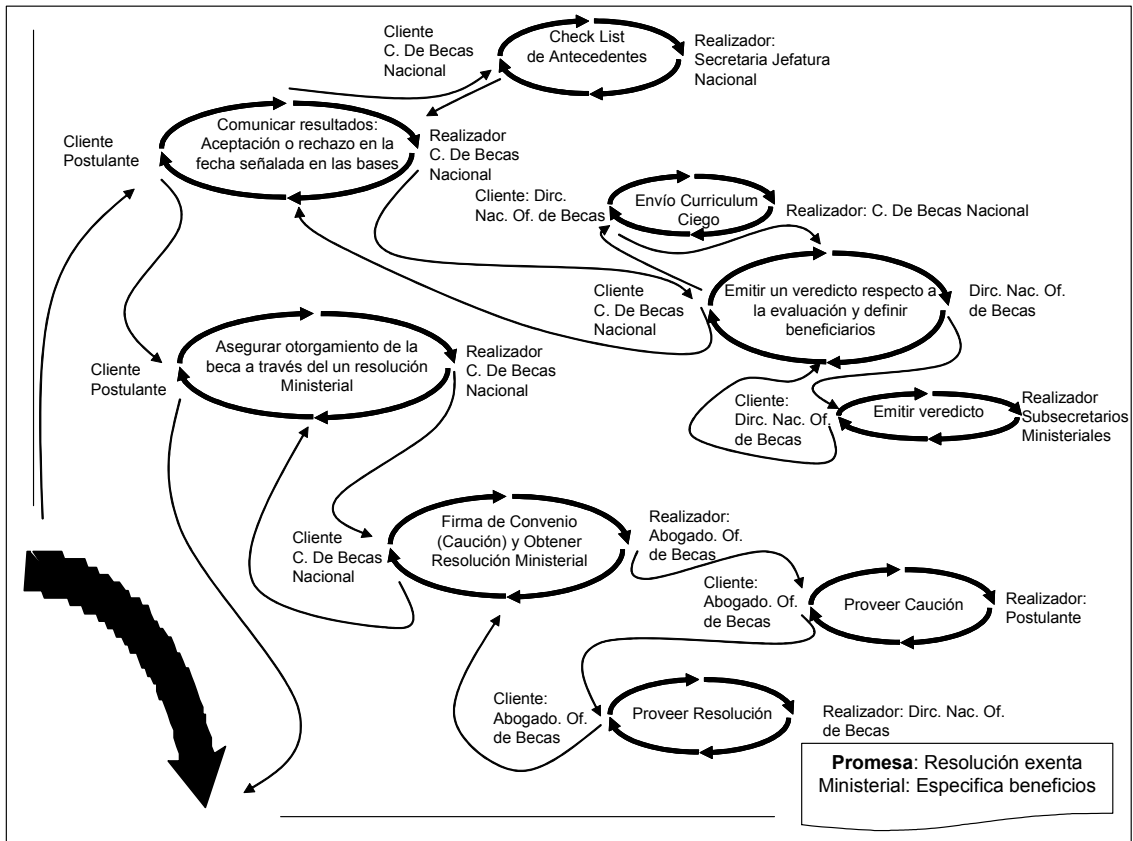 Cliente
C. De Becas
Nacional
Check List
de Antecedentes
Realizador:
Secretaria Jefatura
Nacional
Cliente
Postulante
Comunicar resultados:
Aceptación o rechazo en la
fecha señalada en las bases
Realizador
C. De Becas
Nacional
Cliente: Dirc.
Nac. Of. de Becas
Envío Curriculum
Ciego
Realizador: C. De Becas Nacional
Cliente
C. De Becas
Nacional
Emitir un veredicto respecto a
la evaluación y definir
beneficiarios
Dirc. Nac. Of.
de Becas
Cliente
Postulante
Asegurar otorgamiento de la
beca a través del un resolución
Ministerial
Realizador
C. De Becas
Nacional
Cliente:
Dirc. Nac. Of.
de Becas
Emitir veredicto
Realizador
Subsecretarios
Ministeriales
Cliente
C. De Becas
Nacional
Firma de Convenio
(Caución) y Obtener
Resolución Ministerial
Realizador:
Abogado. Of.
de Becas
Cliente:
Abogado. Of.
de Becas
Proveer Caución
Realizador:
Postulante
Cliente:
Abogado. Of.
de Becas
Proveer Resolución
Realizador: Dirc. Nac. Of.
de Becas
Promesa: Resolución exenta
Ministerial: Especifica beneficios